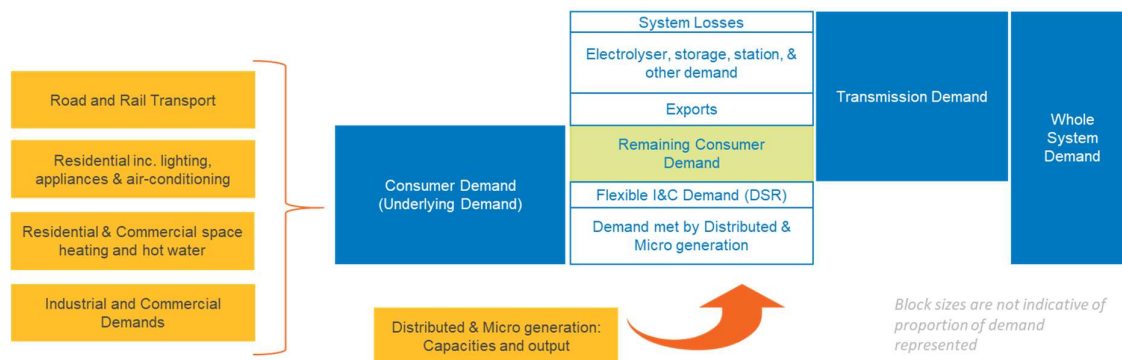 Road and Rail Transport
Residential inc. lighting,
appliances & air-conditioning
Residential & Commercial space
heating and hot water
Industrial and Commercial
Demands
Consumer Demand
(Underlying Demand)
System Losses
Electrolyser, storage, station, &
other demand
Exports
Remaining Consumer
Demand
Flexible I&C Demand (DSR)
Demand met by Distributed &
Micro generation
Distributed & Micro generation:
Capacities and output
Transmission Demand
Whole
System
Demand
Block sizes are not indicative of
proportion of demand
represented